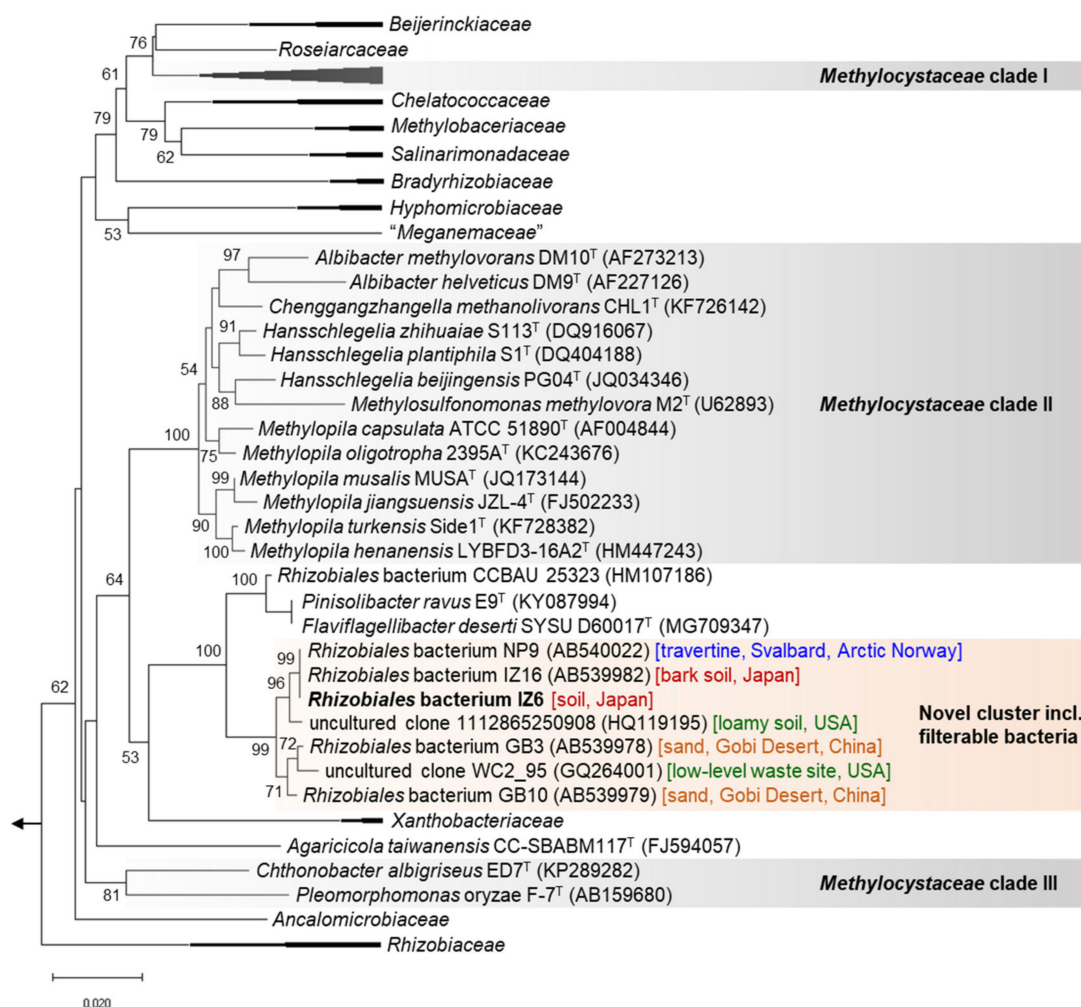 Beijerinckiaceae
76
Roseiarcaceae
61
Methylocystaceae clade I
Chelatococcaceae
79
Methylobaceriaceae
79
62
Salinarimonadaceae
Bradyrhizobiaceae
Hyphomicrobiaceae
53
“Meganemaceae”
97
Albibacter methylovorans DM10ᵀ (AF273213)
Albibacter helveticus DM9ᵀ (AF227126)
Chenggangzhangella methanolivorans CHL1ᵀ (KF726142)
91
Hansschlegelia zhihuaiae S113ᵀ (DQ916067)
Hansschlegelia plantiphila S1ᵀ (DQ404188)
54
Hansschlegelia beijingensis PG04ᵀ (JQ034346)
88
Methylosulfonomonas methylovora M2ᵀ (U62893)
Methylocystaceae clade II
Methylopila capsulata ATCC 51890ᵀ (AF004844)
100
75
Methylopila oligotropha 2395Aᵀ (KC243676)
99
Methylopila musalis MUSAᵀ (JQ173144)
Methylopila jiangsuensis JZL-4ᵀ (FJ502233)
90
Methylopila turkensis Side1ᵀ (KF728382)
100
Methylopila henanensis LYBFD3-16A2ᵀ (HM447243)
64
100
Rhizobiales bacterium CCBAU 25323 (HM107186)
Pinisolibacter ravus E9ᵀ (KY087994)
Flaviflagellibacter deserti SYSU D60017ᵀ (MG709347)
100
99
Rhizobiales bacterium NP9 (AB540022) [travertine, Svalbard, Arctic Norway]
96
Rhizobiales bacterium IZ16 (AB539982) [bark soil, Japan]
62
Rhizobiales bacterium IZ6 [soil, Japan]
uncultured clone 1112865250908 (HQ119195) [loamy soil, USA]
Novel cluster incl.
filterable bacteria
53
99
72
Rhizobiales bacterium GB3 (AB539978) [sand, Gobi Desert, China]
uncultured clone WC2_95 (GQ264001) [low-level waste site, USA]
71
Rhizobiales bacterium GB10 (AB539979) [sand, Gobi Desert, China]
Xanthobacteriaceae
Agaricicola taiwanensis CC-SBABM117ᵀ (FJ594057)
Chthonobacter albigriseus ED7ᵀ (KP289282)
81
Pleomorphomonas oryzae F-7ᵀ (AB159680)
Methylocystaceae clade III
Ancalomicrobiaceae
Rhizobiaceae
0.020